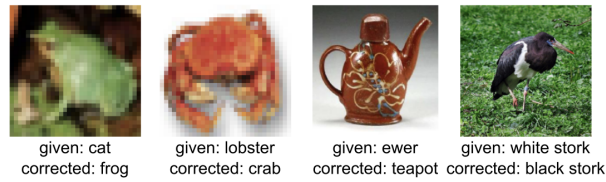 given: cat
corrected: frog
given: lobster
corrected: crab
given: ewer
corrected: teapot
given: white stork
corrected: black stork